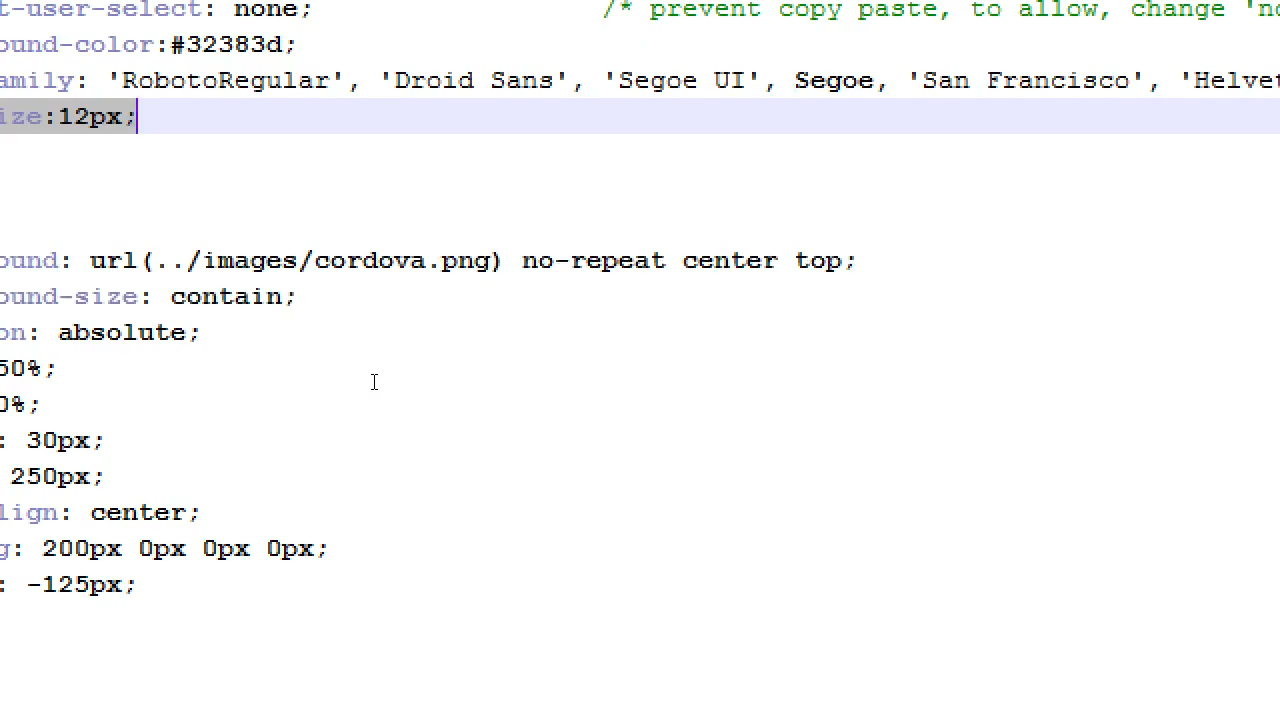 t-user-select: none; /* prevent copy paste, to allow, change 'no
ound-color:#32383d;
amily: 'RobotoRegular', 'Droid Sans', 'Segoe UI', Segoe, 'San Francisco', 'Helvet
ize:12px;
ound: url(../images/cordova.png) no-repeat center top;
ound-size: contain;
on: absolute;
50%;
0%;
: 30px;
250px;
lign: center;
g: 200px 0px 0px 0px;
: -125px;